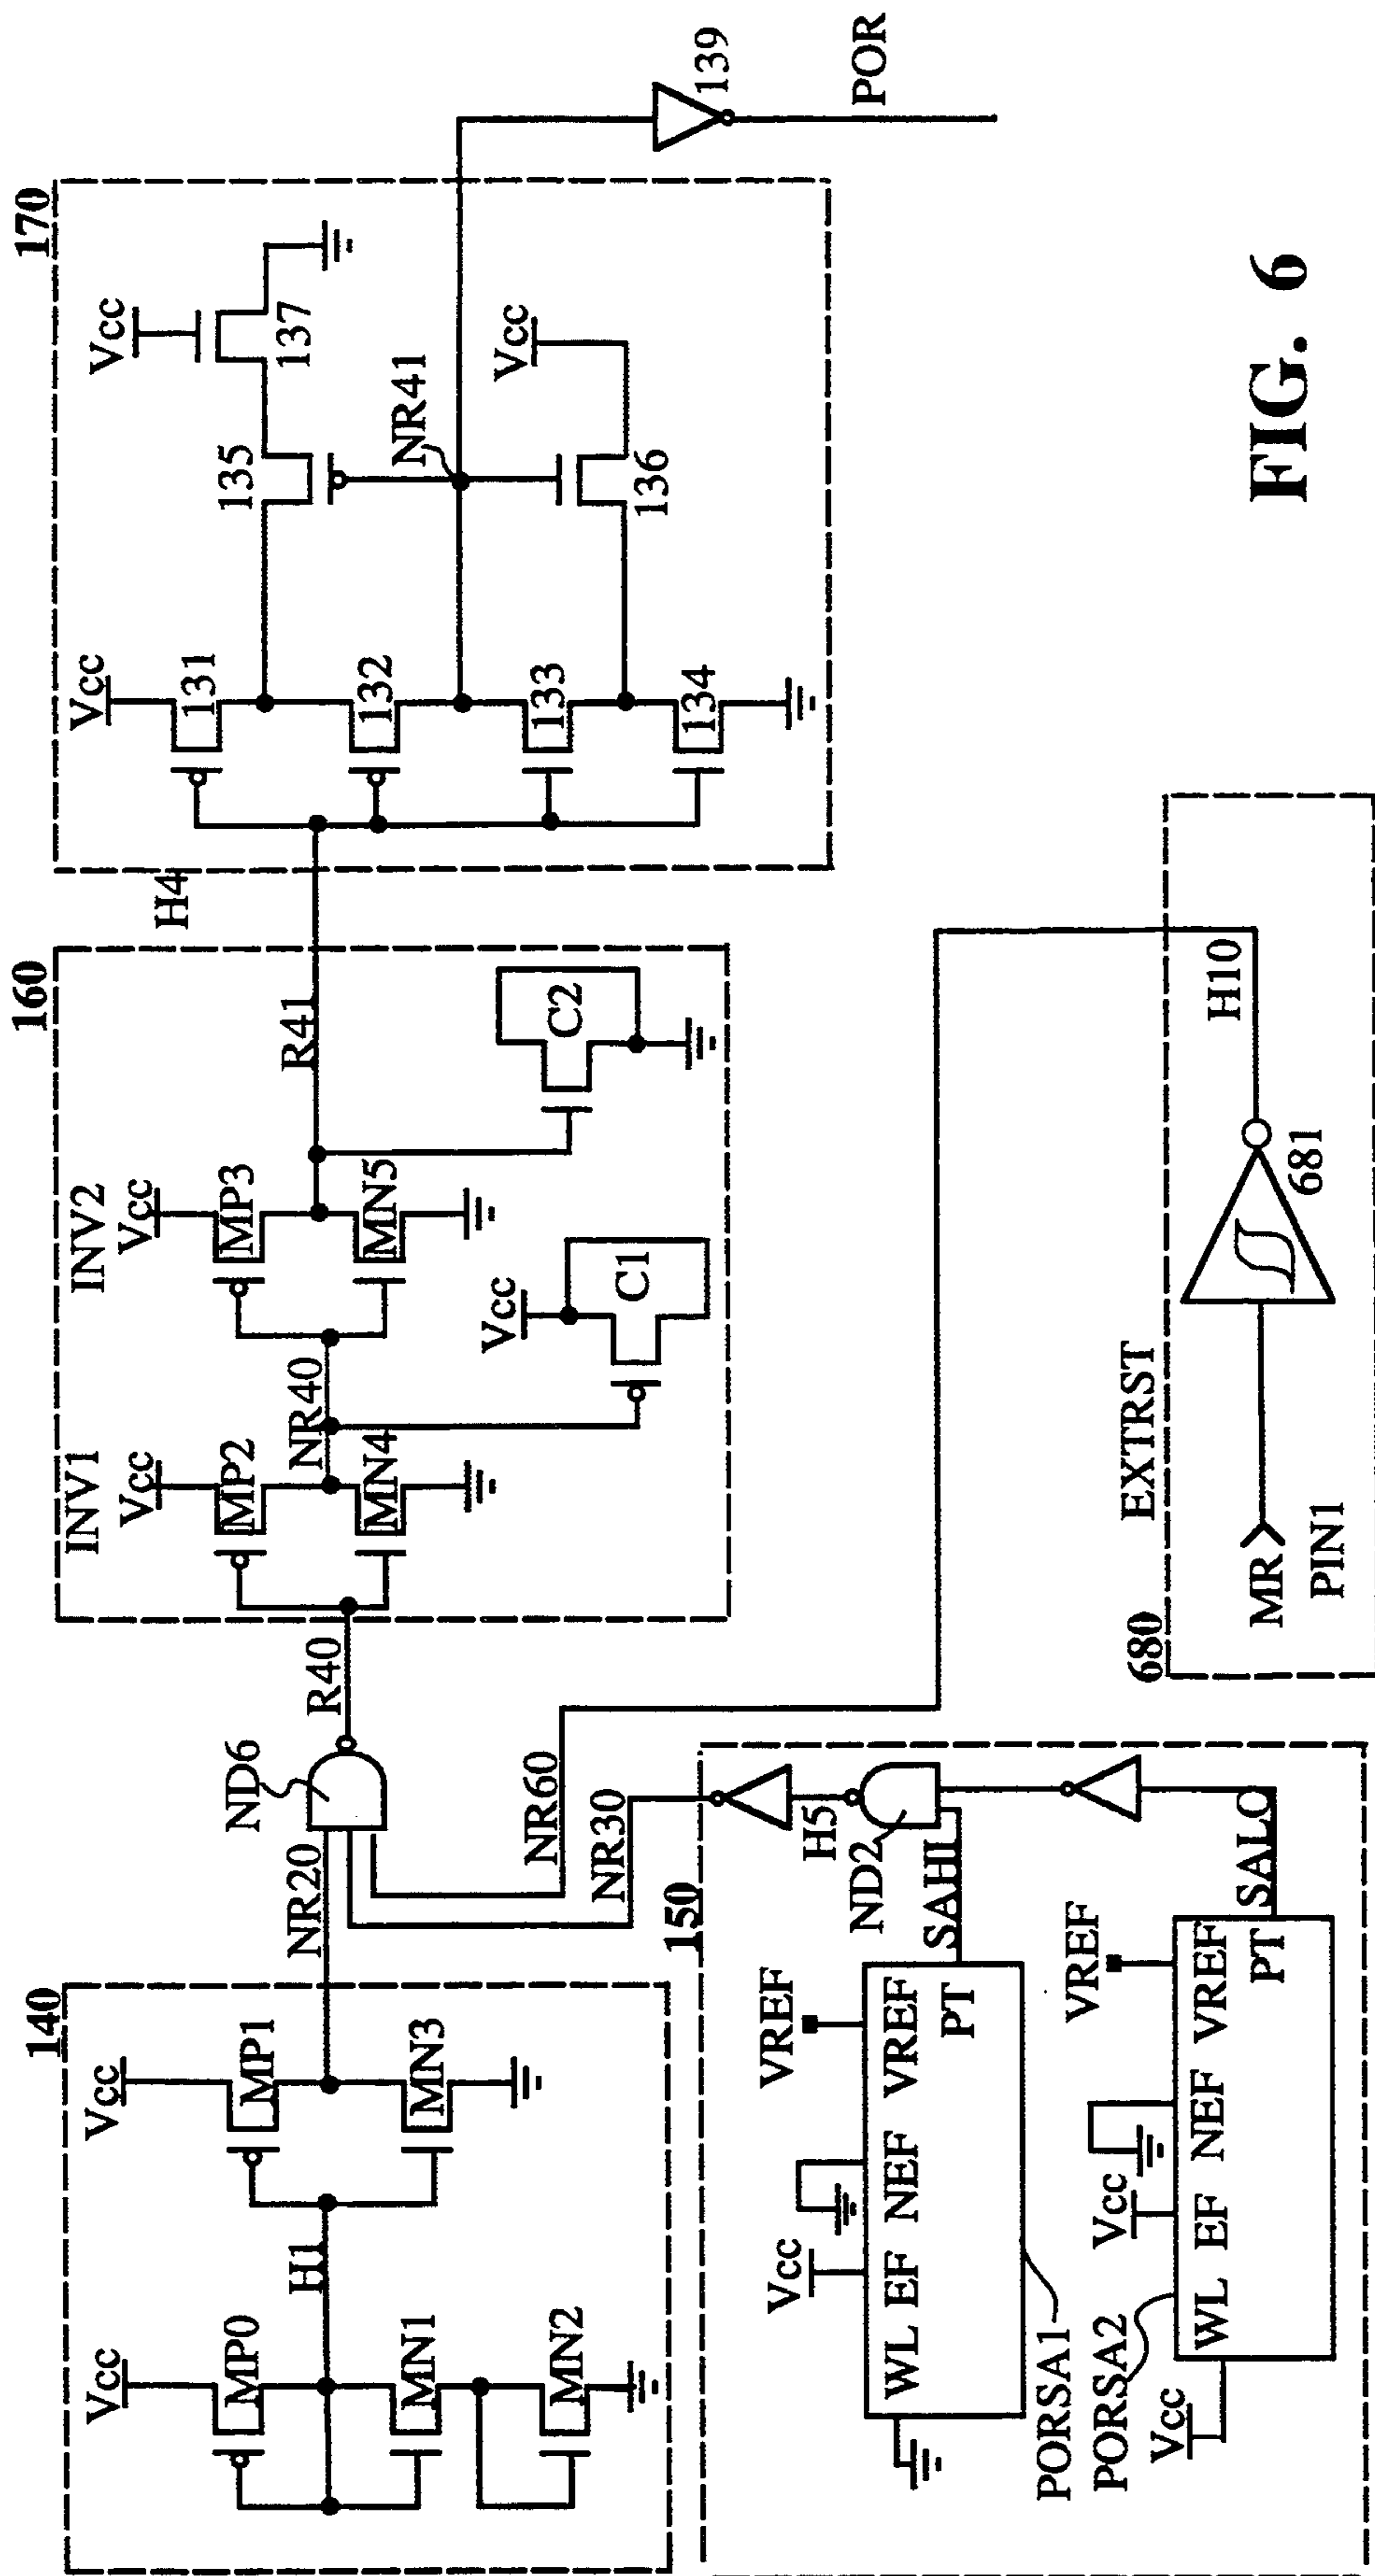 140
Vcc
MP0
MN1
MN2
H1
Vcc
MP1
MN3
NR20
ND6
R40
NR60
NR30
160
INV1
Vcc
MP2
MN4
NR40
INV2
Vcc
MP3
MN5
Vcc
C1
C2
R41
H4
170
Vcc
131
132
133
134
135
Vcc
137
NR41
Vcc
136
139
POR
150
Vcc
VREF
WL EF NEF VREF
PT
PORSA1
SAHI
ND2
H5
PORSA2
Vcc
Vcc
VREF
WL EF NEF VREF
PT
SALO
680
EXTRST
MR
PIN1
681
H10
FIG. 6